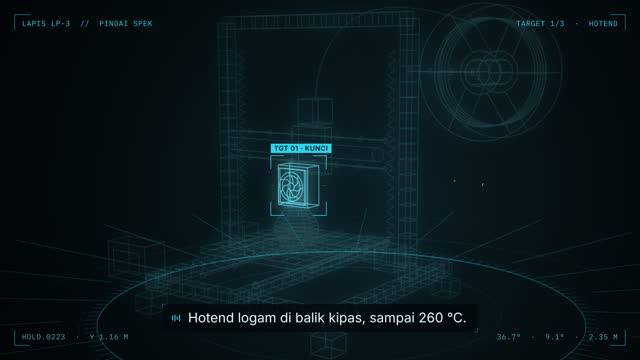 LAPIS LP-3 // PINDAI SPEK
TARGET 1/3 · HOTEND
TGT 01 · KUNCI
Hotend logam di balik kipas, sampai 260 °C.
HOLO.0223 · Y 1.16 M
36.7° · 9.1° · 2.35 M